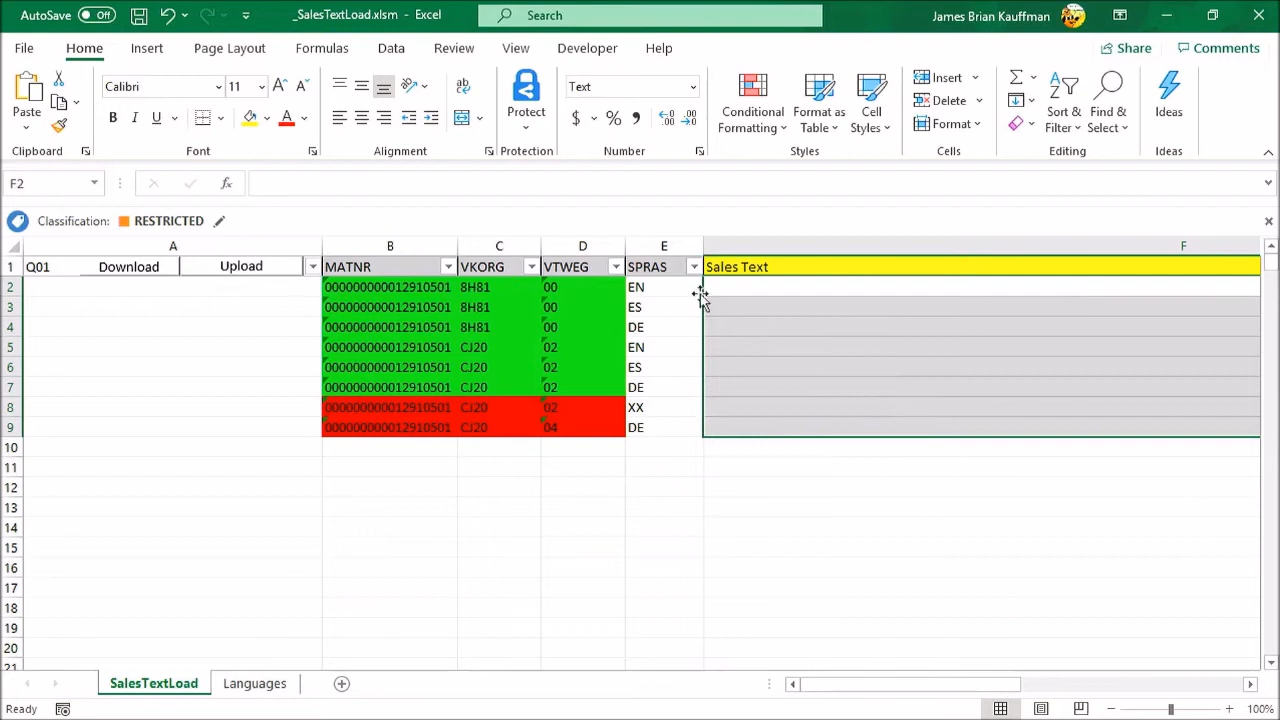 AutoSave Off _SalesTextLoad.xlsm - Excel Search James Brian Kauffman
File Home Insert Page Layout Formulas Data Review View Developer Help Share Comments
Calibri 11 Text Insert
Paste B I U Protect $ % Conditional Formatting Format as Table Cell Styles Delete Sort & Filter Find & Select Ideas
Format
Clipboard Font Alignment Protection Number Styles Cells Editing Ideas
F2 fx
Classification: RESTRICTED
A B C D E F
1 Q01 Download Upload MATNR VKORG VTWEG SPRAS Sales Text
2 000000000012910501 8H81 00 EN
3 000000000012910501 8H81 00 ES
4 000000000012910501 8H81 00 DE
5 000000000012910501 CJ20 02 EN
6 000000000012910501 CJ20 02 ES
7 000000000012910501 CJ20 02 DE
8 000000000012910501 CJ20 02 XX
9 000000000012910501 CJ20 04 DE
10
11
12
13
14
15
16
17
18
19
20
21
SalesTextLoad Languages
Ready 100%